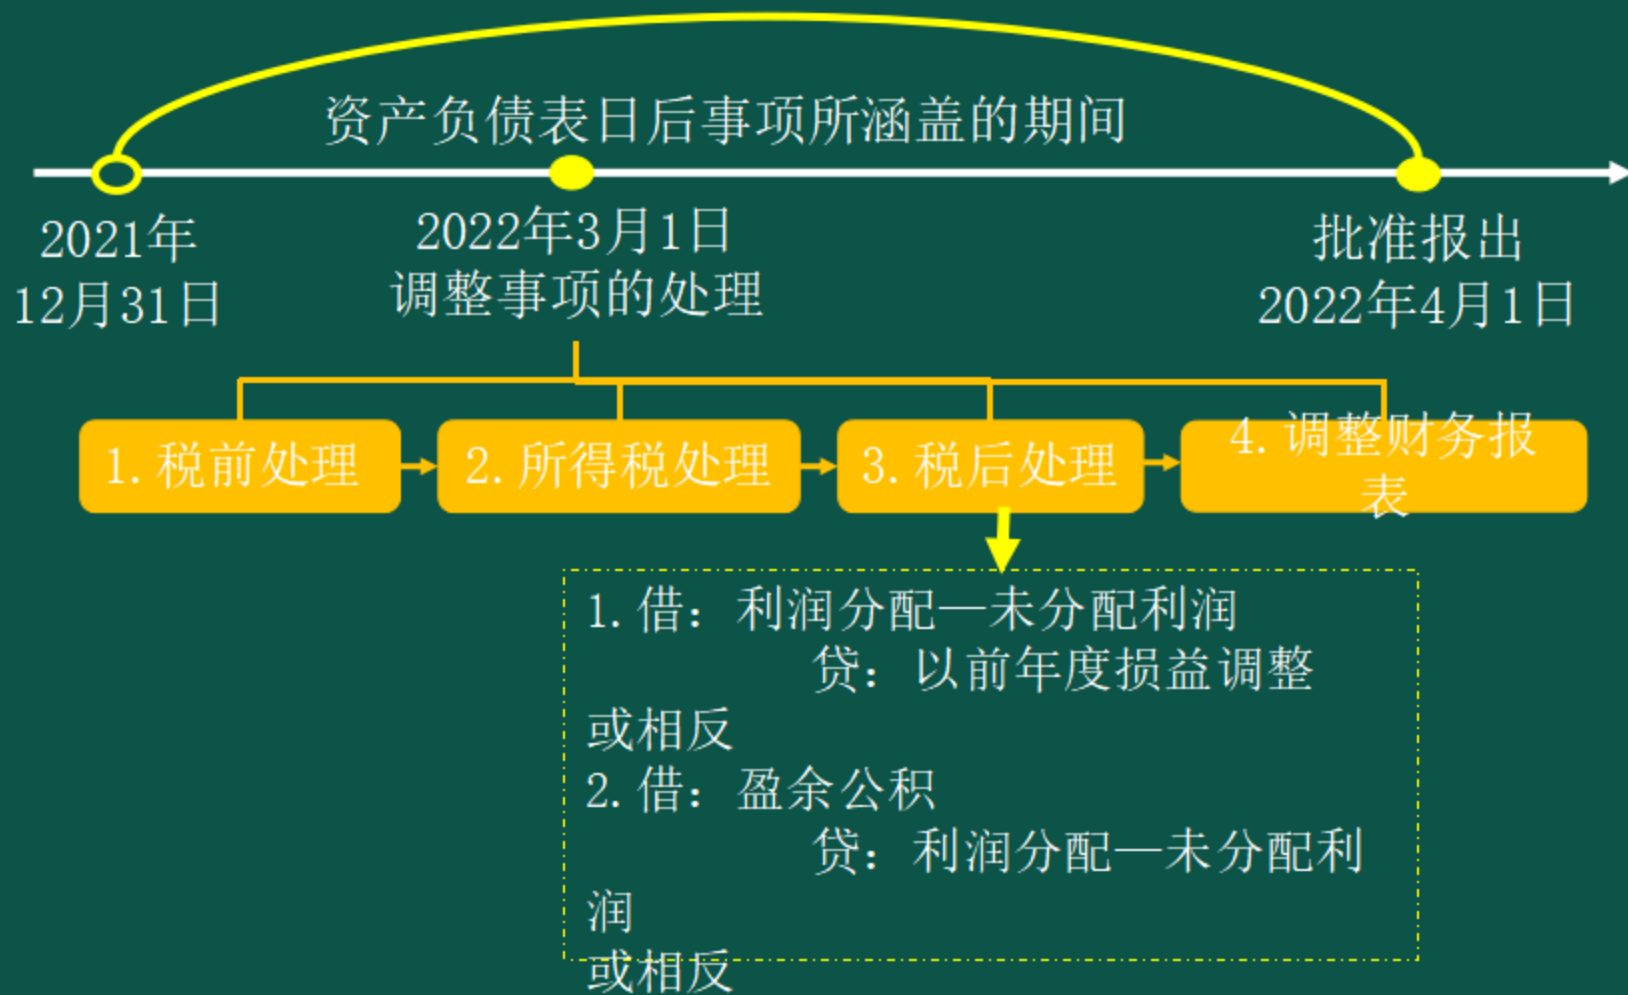 资产负债表日后事项所涵盖的期间
2021年
12月31日
2022年3月1日
调整事项的处理
批准报出
2022年4月1日
1.税前处理
2.所得税处理
3.税后处理
4.调整财务报
表
1.借：利润分配—未分配利润
贷：以前年度损益调整
或相反
2.借：盈余公积
贷：利润分配—未分配利
润
或相反